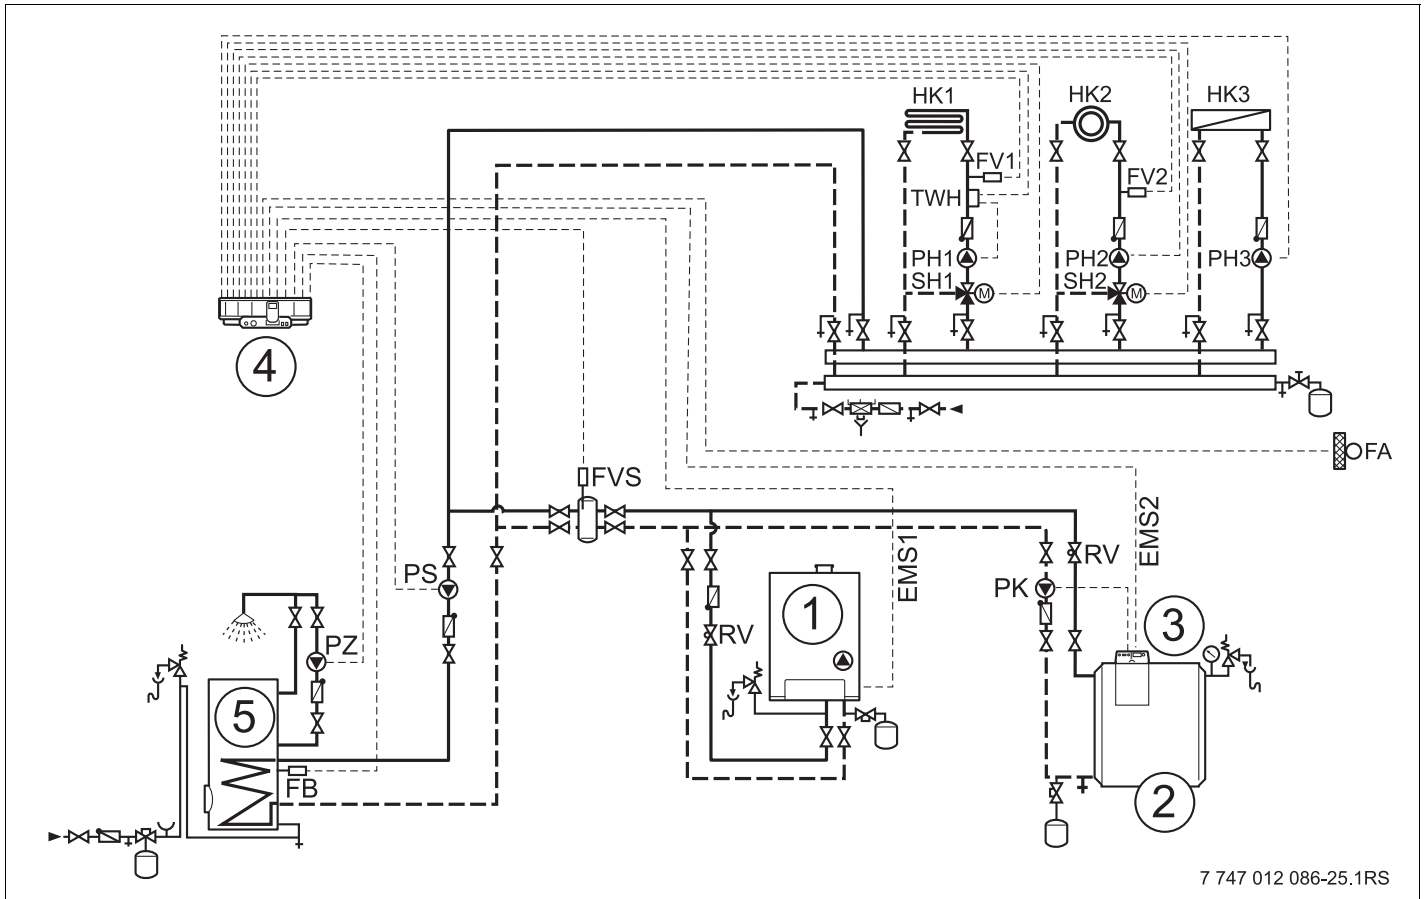 HK1
HK2
HK3
FV1
FV2
TWH
PH1
PH2
PH3
SH1
M
SH2
M
4
FA
FVS
EMS1
EMS2
RV
PS
PK
1
3
RV
PZ
5
FB
2
7 747 012 086-25.1RS